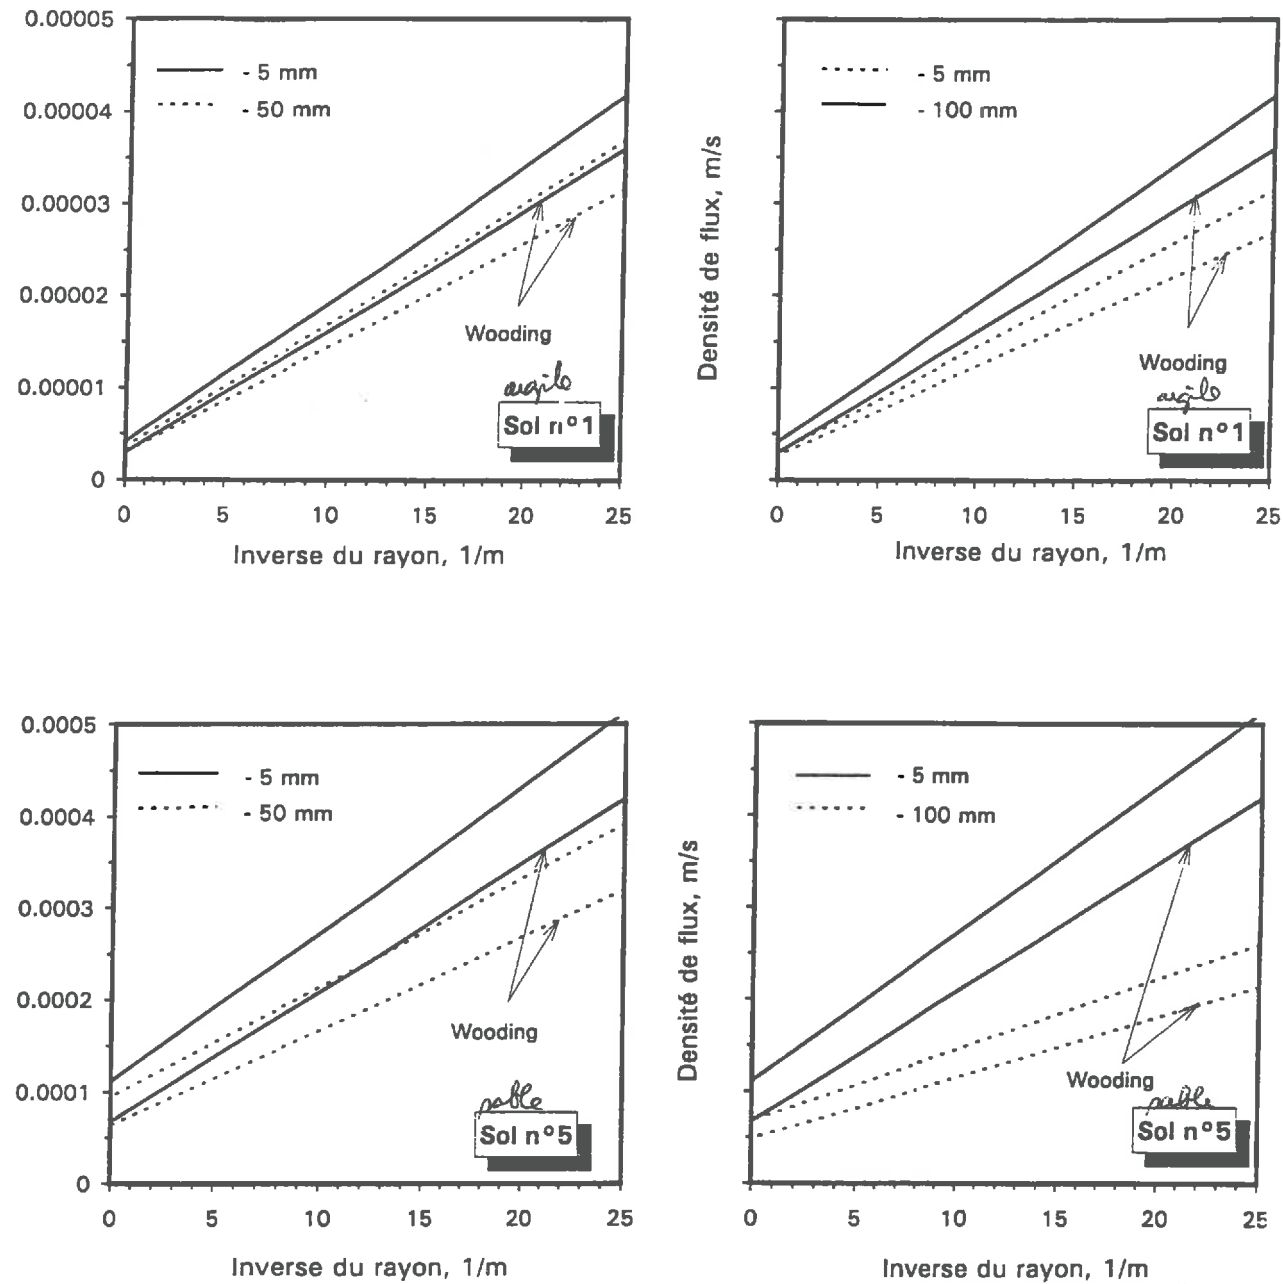 0.00005
0.00004
0.00003
0.00002
0.00001
0
- 5 mm
- 50 mm
Wooding
argile
Sol n°1
0 5 10 15 20 25
Inverse du rayon, 1/m
Densité de flux, m/s
- 5 mm
- 100 mm
Wooding
argile
Sol n°1
0 5 10 15 20 25
Inverse du rayon, 1/m
0.0005
0.0004
0.0003
0.0002
0.0001
0
- 5 mm
- 50 mm
Wooding
sable
Sol n°5
0 5 10 15 20 25
Inverse du rayon, 1/m
Densité de flux, m/s
- 5 mm
- 100 mm
Wooding
sable
Sol n°5
0 5 10 15 20 25
Inverse du rayon, 1/m